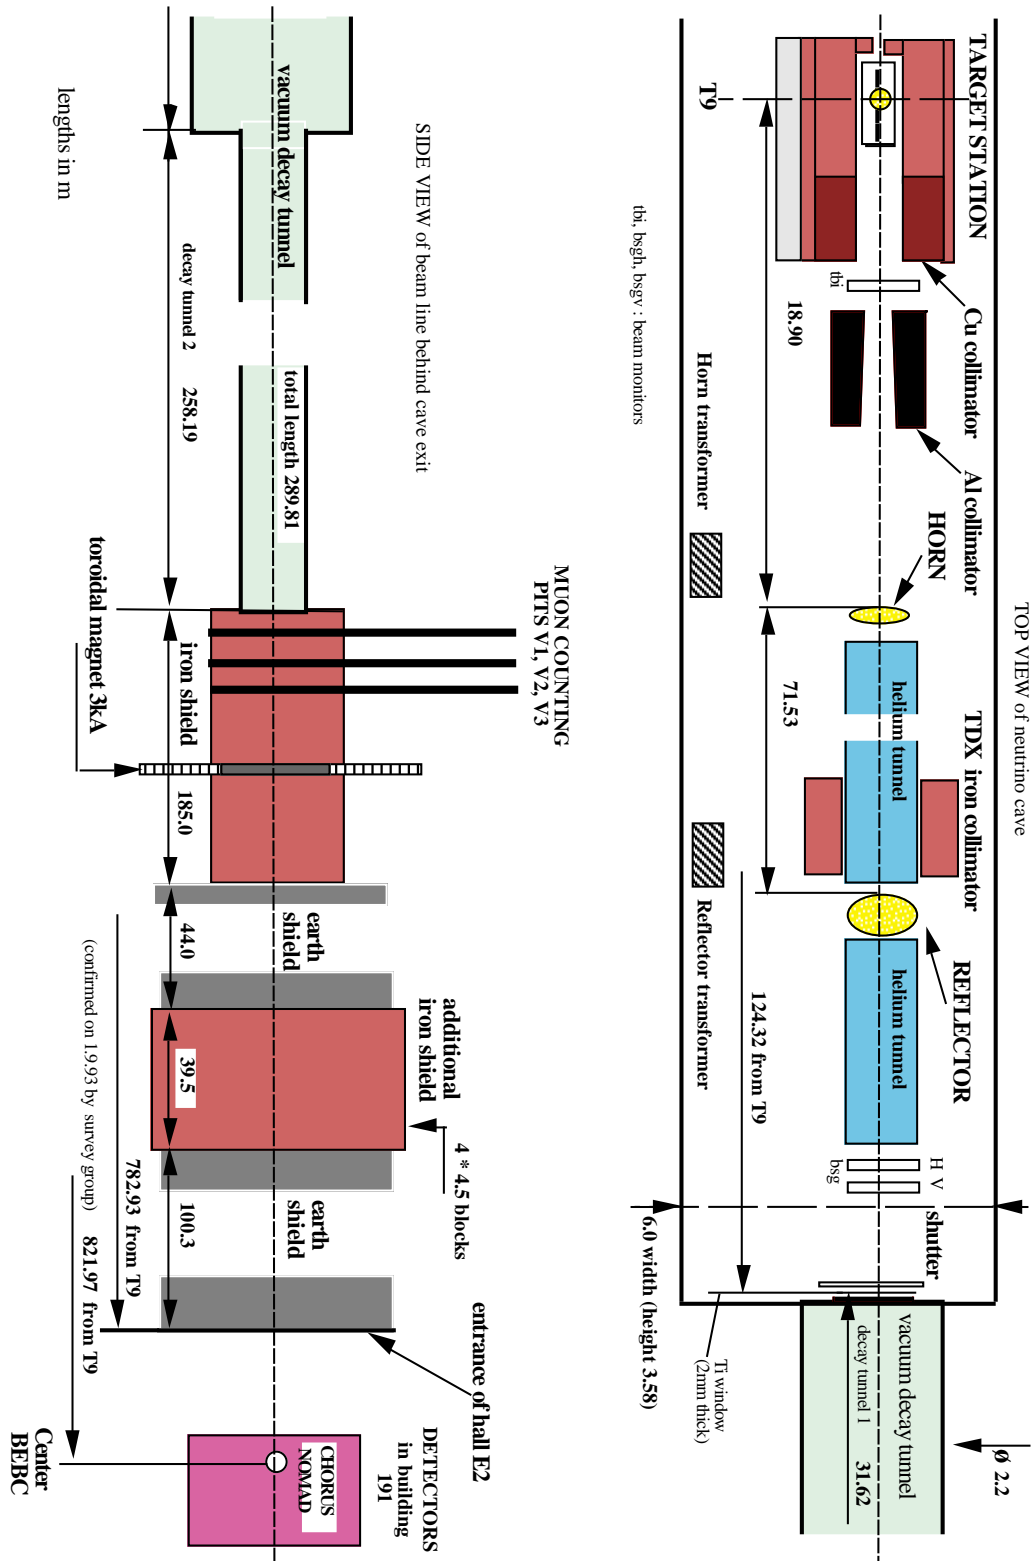 TOP VIEW of neutrino cave
TARGET STATION
Cu collimator
Al collimator
HORN
TDX iron collimator
REFLECTOR
shutter
Ø 2.2
T9
tbi
18.90
helium tunnel
71.53
helium tunnel
H V
bsg
vacuum decay tunnel
decay tunnel 1 31.62
124.32 from T9
Horn transformer
Reflector transformer
Ti window
(2mm thick)
6.0 width (height 3.58)
tbi, bsgh, bsgv : beam monitors
MUON COUNTING
PITS V1, V2, V3
additional
iron shield
4 * 4.5 blocks
entrance of hall E2
DETECTORS
in building
191
SIDE VIEW of beam line behind cave exit
vacuum decay tunnel
total length 289.81
earth
shield
earth
shield
CHORUS
NOMAD
decay tunnel 2 258.19
iron shield
185.0
44.0
39.5
100.3
toroidal magnet 3kA
782.93 from T9
(confirmed on 1.9.93 by survey group)
821.97 from T9
Center
BEBC
lengths in m